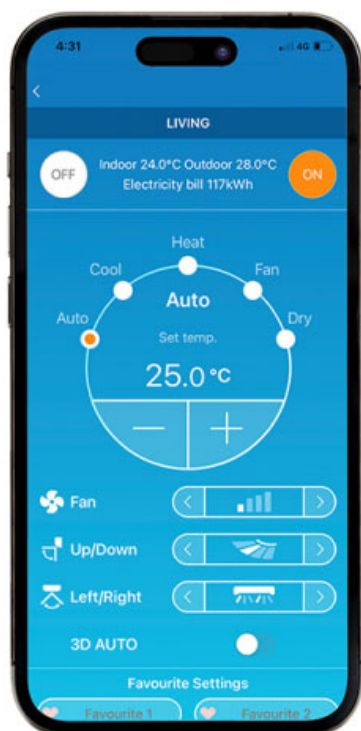 4:31
4G
LIVING
OFF
Indoor 24.0°C Outdoor 28.0°C
Electricity bill 117kWh
ON
Heat
Cool
Fan
Auto
Auto
Dry
Set temp.
25.0 °C
Fan
Up/Down
Left/Right
3D AUTO
Favourite Settings
Favourite 1
Favourite 2